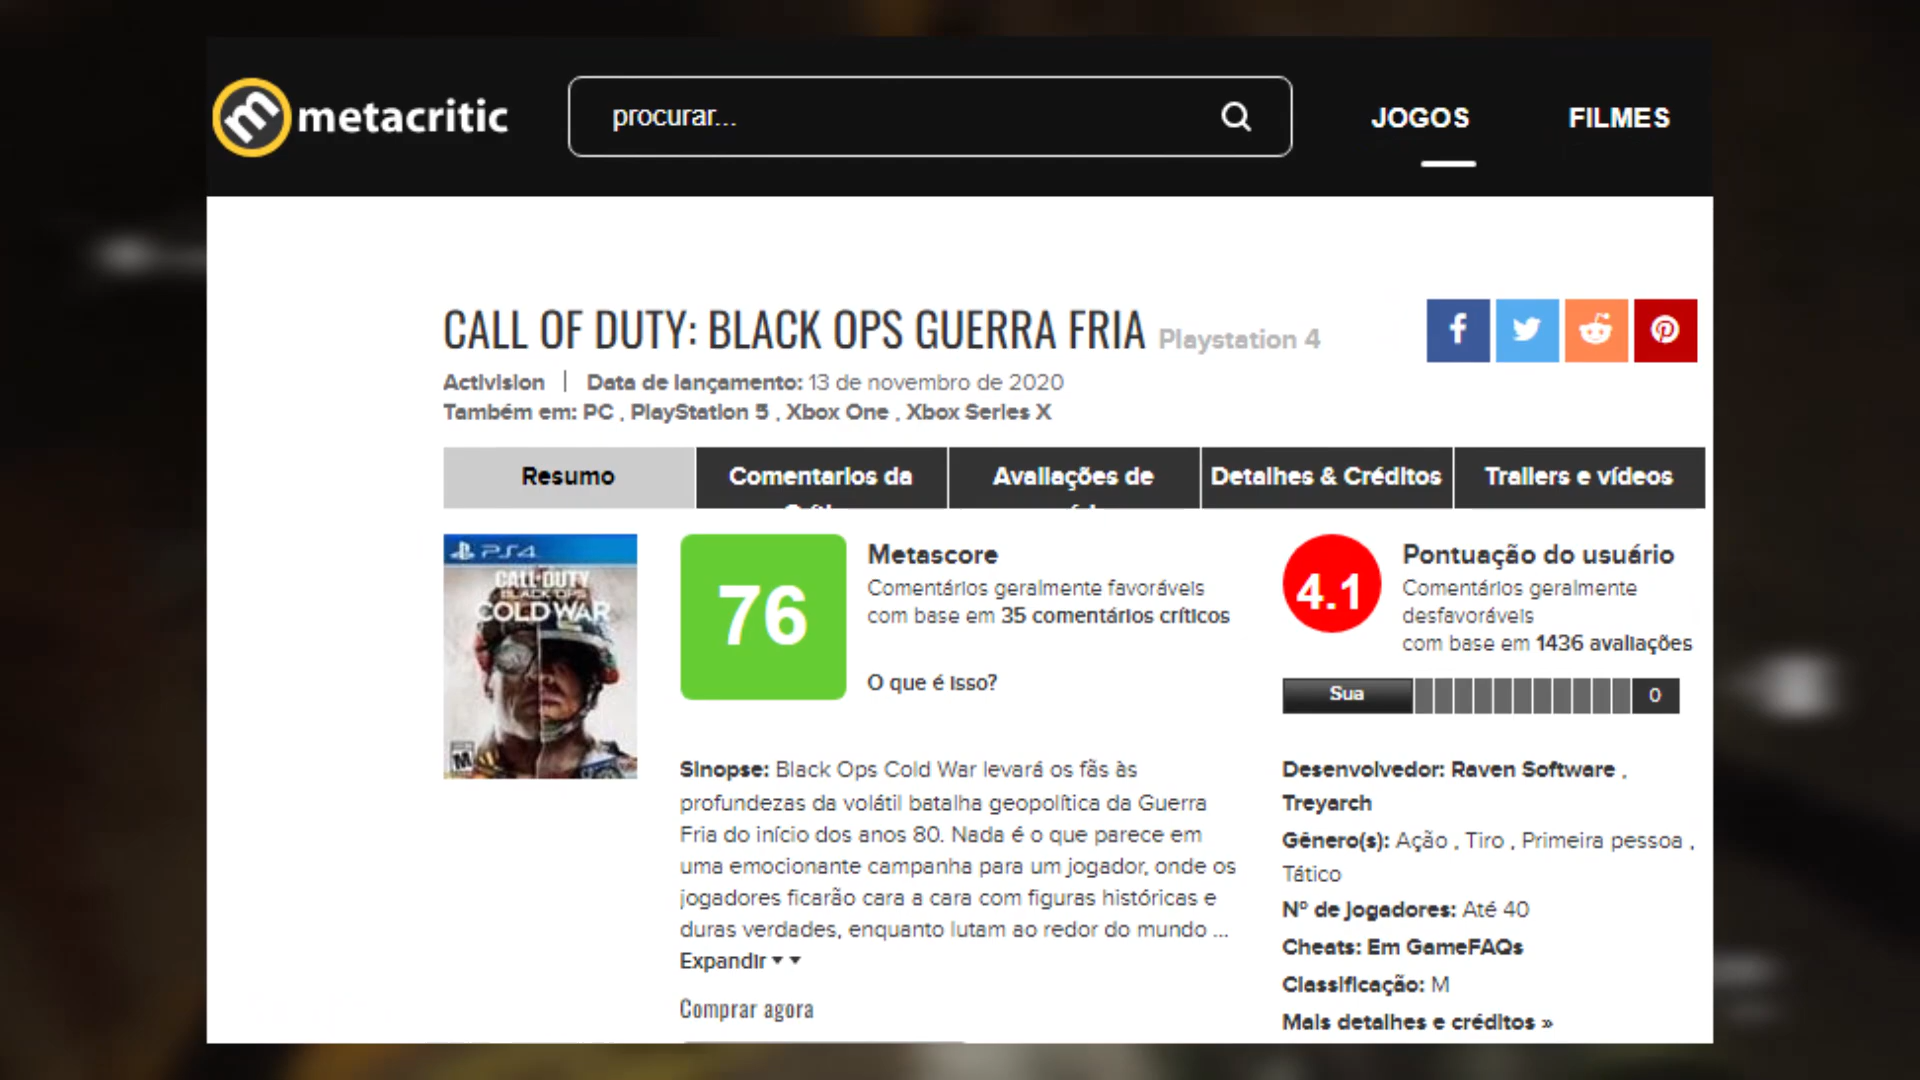 metacritic
procurar...
JOGOS
FILMES
CALL OF DUTY: BLACK OPS GUERRA FRIA Playstation 4
Activision | Data de lançamento: 13 de novembro de 2020
Também em: PC , PlayStation 5 , Xbox One , Xbox Series X
Resumo
Comentarios da
Avaliações de
Detalhes & Créditos
Trailers e vídeos
PS4
CALL OF DUTY
BLACK OPS
COLD WAR
M
76
Metascore
Comentários geralmente favoráveis
com base em 35 comentários críticos
O que é isso?
4.1
Pontuação do usuário
Comentários geralmente
desfavoráveis
com base em 1436 avaliações
Sua
0
Sinopse: Black Ops Cold War levará os fãs às
profundezas da volátil batalha geopolítica da Guerra
Fria do início dos anos 80. Nada é o que parece em
uma emocionante campanha para um jogador, onde os
jogadores ficarão cara a cara com figuras históricas e
duras verdades, enquanto lutam ao redor do mundo ...
Expandir
Comprar agora
Desenvolvedor: Raven Software ,
Treyarch
Gênero(s): Ação , Tiro , Primeira pessoa ,
Tático
Nº de jogadores: Até 40
Cheats: Em GameFAQs
Classificação: M
Mais detalhes e créditos »